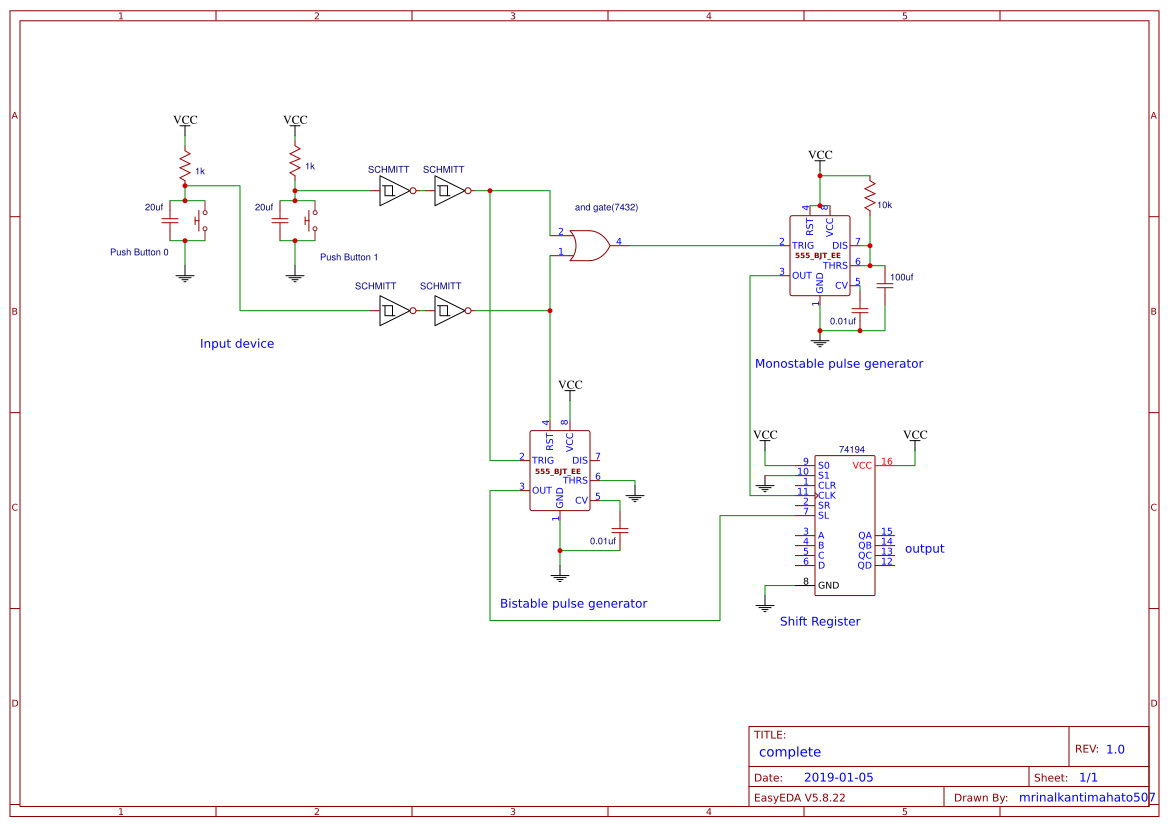 1 2 3 4 5
A A
VCC VCC
1k 1k
20uf 20uf
Push Button 0
Push Button 1
SCHMITT SCHMITT
SCHMITT SCHMITT
Input device
and gate(7432)
2
1
4
VCC
10k
4 8
RST VCC
2 TRIG DIS 7
555_BJT_EE
THRS 6
3 OUT
GND CV 5
1
100uf
0.01uf
Monostable pulse generator
B B
VCC
4 8
RST VCC
2 TRIG DIS 7
555_BJT_EE
THRS 6
3 OUT
GND CV 5
1
0.01uf
Bistable pulse generator
VCC VCC
74194
9 S0 VCC 16
10 S1
1 CLR
11 CLK
2 SR
7 SL
3 A QA 15
4 B QB 14
5 C QC 13
6 D QD 12
8 GND
output
Shift Register
C C
D D
TITLE:
complete
REV: 1.0
Date: 2019-01-05
Sheet: 1/1
EasyEDA V5.8.22
Drawn By: mrinalkantimahato507
1 2 3 4 5